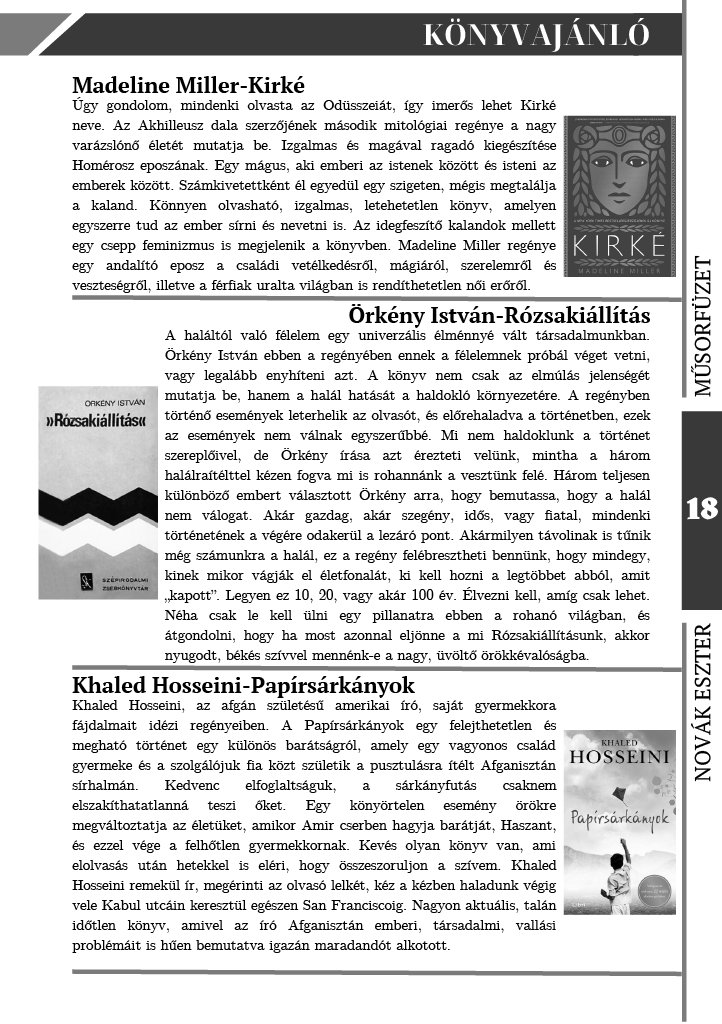 KÖNYVAJÁNLÓ
Madeline Miller-Kirké
Úgy gondolom, mindenki olvasta az Odüsszeiát, így imerős lehet Kirké
neve. Az Akhilleusz dala szerzőjének második mitológiai regénye a nagy
varázslónő életét mutatja be. Izgalmas és magával ragadó kiegészítése
Homérosz eposzának. Egy mágus, aki emberi az istenek között és isteni az
emberek között. Számkivetettként él egyedül egy szigeten, mégis megtalálja
a kaland. Könnyen olvasható, izgalmas, letehetetlen könyv, amelyen
egyszerre tud az ember sírni és nevetni is. Az idegfeszítő kalandok mellett
egy csepp feminizmus is megjelenik a könyvben. Madeline Miller regénye
egy andalító eposz a családi vetélkedésről, mágiáról, szerelemről és
veszteségről, illetve a férfiak uralta világban is rendíthetetlen női erőről.
KIRKÉ
MADELINE MILLER
Örkény István-Rózsakiállítás
A haláltól való félelem egy univerzális élménnyé vált társadalmunkban.
Örkény István ebben a regényében ennek a félelemnek próbál véget vetni,
vagy legalább enyhíteni azt. A könyv nem csak az elmúlás jelenségét
mutatja be, hanem a halál hatását a haldokló környezetére. A regényben
történő események leterhelik az olvasót, és előrehaladva a történetben, ezek
az események nem válnak egyszerűbbé. Mi nem haldoklunk a történet
szereplőivel, de Örkény írása azt érezteti velünk, mintha a három
halálraítélttel kézen fogva mi is rohannánk a vesztünk felé. Három teljesen
különböző embert választott Örkény arra, hogy bemutassa, hogy a halál
nem válogat. Akár gazdag, akár szegény, idős, vagy fiatal, mindenki
történetének a végére odakerül a lezáró pont. Akármilyen távolinak is tűnik
még számunkra a halál, ez a regény felébresztheti bennünk, hogy mindegy,
kinek mikor vágják el életfonalát, ki kell hozni a legtöbbet abból, amit
„kapott”. Legyen ez 10, 20, vagy akár 100 év. Élvezni kell, amíg csak lehet.
Néha csak le kell ülni egy pillanatra ebben a rohanó világban, és
átgondolni, hogy ha most azonnal eljönne a mi Rózsakiállításunk, akkor
nyugodt, békés szívvel mennénk-e a nagy, üvöltő örökkévalóságba.
ÖRKÉNY ISTVÁN
»Rózsakiállítás«
SZÉPIRODALMI
ZSEBKÖNYVTÁR
Khaled Hosseini-Papírsárkányok
Khaled Hosseini, az afgán születésű amerikai író, saját gyermekkora
fájdalmait idézi regényeiben. A Papírsárkányok egy felejthetetlen és
megható történet egy különös barátságról, amely egy vagyonos család
gyermeke és a szolgálójuk fia közt születik a pusztulásra ítélt Afganisztán
sírhalmán. Kedvenc elfoglaltságuk, a sárkányfutás csaknem
elszakíthatatlanná teszi őket. Egy könyörtelen esemény örökre
megváltoztatja az életüket, amikor Amir cserben hagyja barátját, Haszant,
és ezzel vége a felhőtlen gyermekkornak. Kevés olyan könyv van, ami
elolvasás után hetekkel is eléri, hogy összeszoruljon a szívem. Khaled
Hosseini remekül ír, megérinti az olvasó lelkét, kéz a kézben haladunk végig
vele Kabul utcáin keresztül egészen San Franciscoig. Nagyon aktuális, talán
időtlen könyv, amivel az író Afganisztán emberi, társadalmi, vallási
problémáit is hűen bemutatva igazán maradandót alkotott.
KHALED
HOSSEINI
Papírsárkányok
MŰSORFÜZET
18
NOVÁK ESZTER